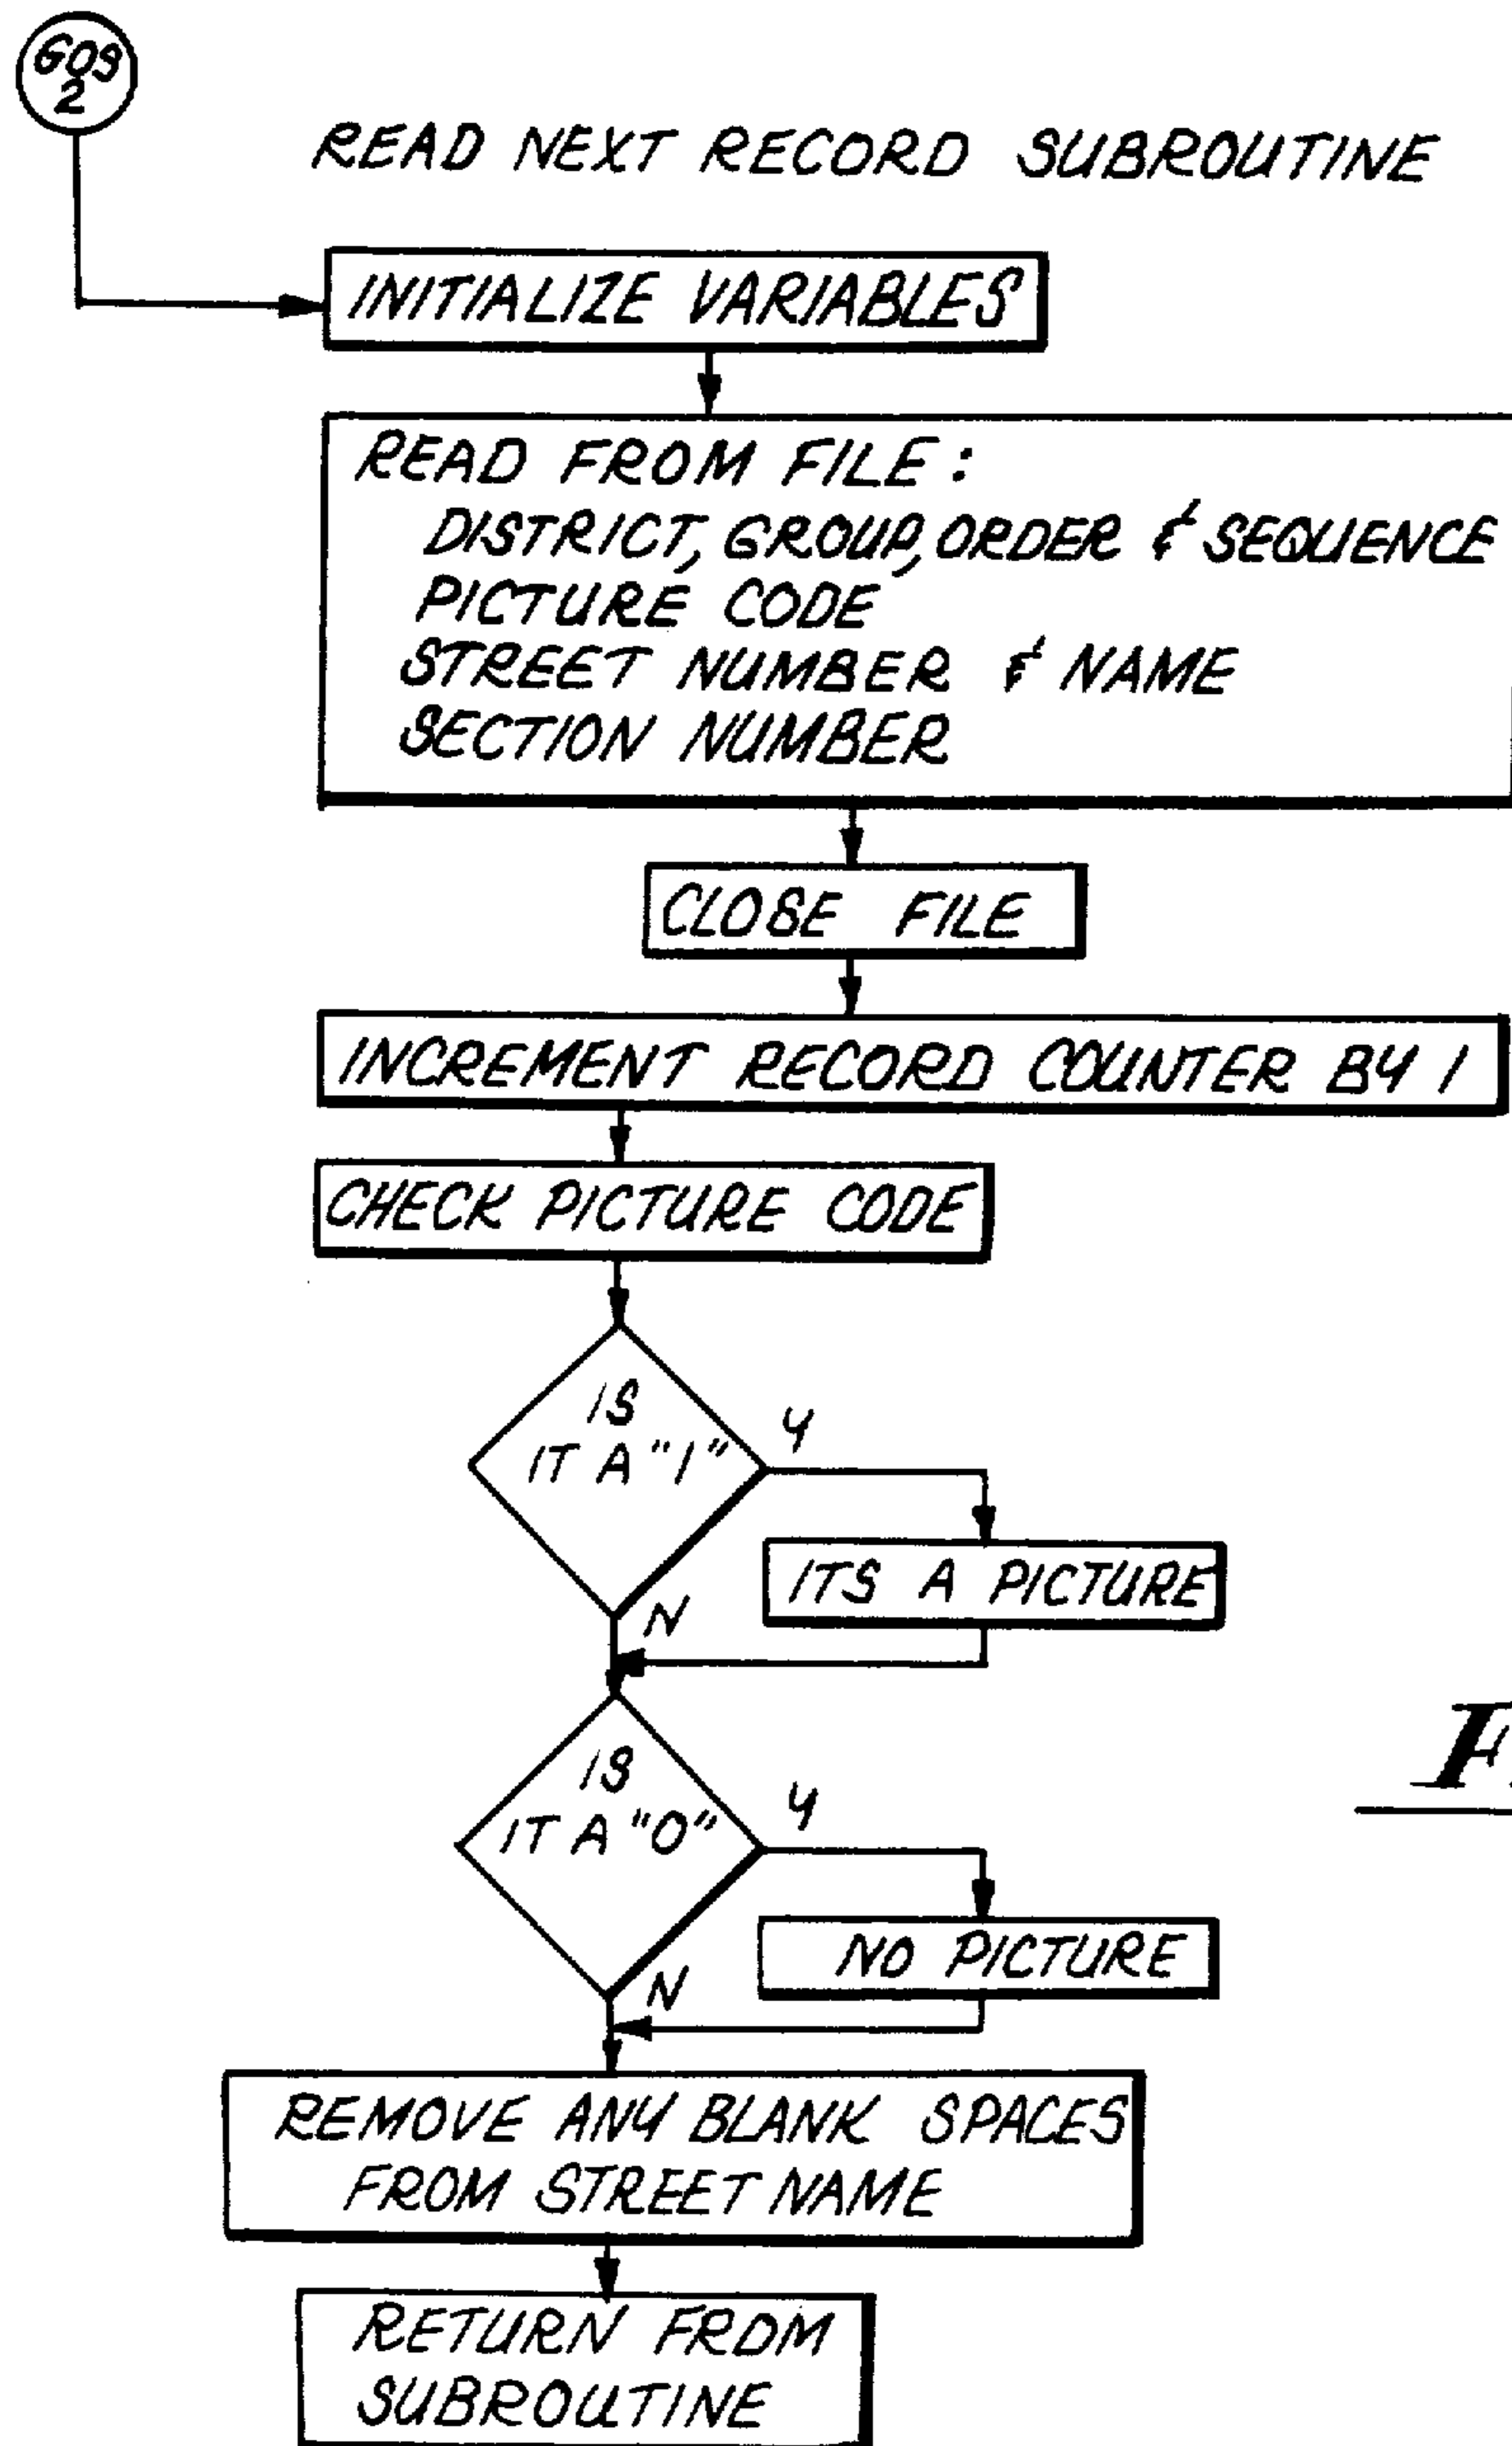 GOS
2
READ NEXT RECORD SUBROUTINE
INITIALIZE VARIABLES
READ FROM FILE:
DISTRICT, GROUP, ORDER & SEQUENCE
PICTURE CODE
STREET NUMBER & NAME
SECTION NUMBER
CLOSE FILE
INCREMENT RECORD COUNTER BY 1
CHECK PICTURE CODE
IS
IT A "1"
Y
ITS A PICTURE
N
IS
IT A "0"
Y
NO PICTURE
N
REMOVE ANY BLANK SPACES
FROM STREET NAME
RETURN FROM
SUBROUTINE